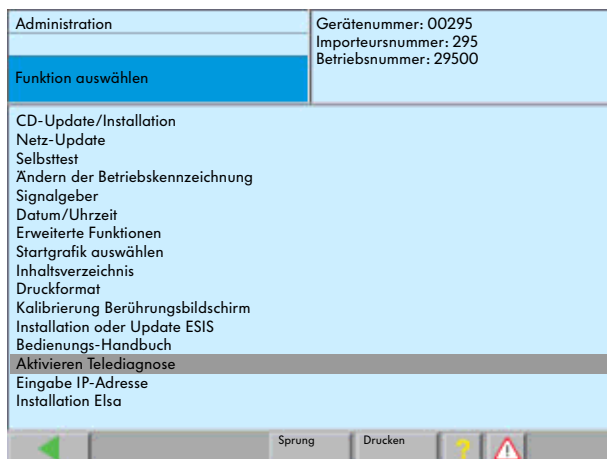 Administration
Funktion auswählen
Gerätenummer: 00295
Importeursnummer: 295
Betriebsnummer: 29500
CD-Update/Installation
Netz-Update
Selbsttest
Ändern der Betriebskennzeichnung
Signalgeber
Datum/Uhrzeit
Erweiterte Funktionen
Startgrafik auswählen
Inhaltsverzeichnis
Druckformat
Kalibrierung Berührungsbildschirm
Installation oder Update ESIS
Bedienungs-Handbuch
Aktivieren Telediagnose
Eingabe IP-Adresse
Installation Elsa
Sprung
Drucken
?